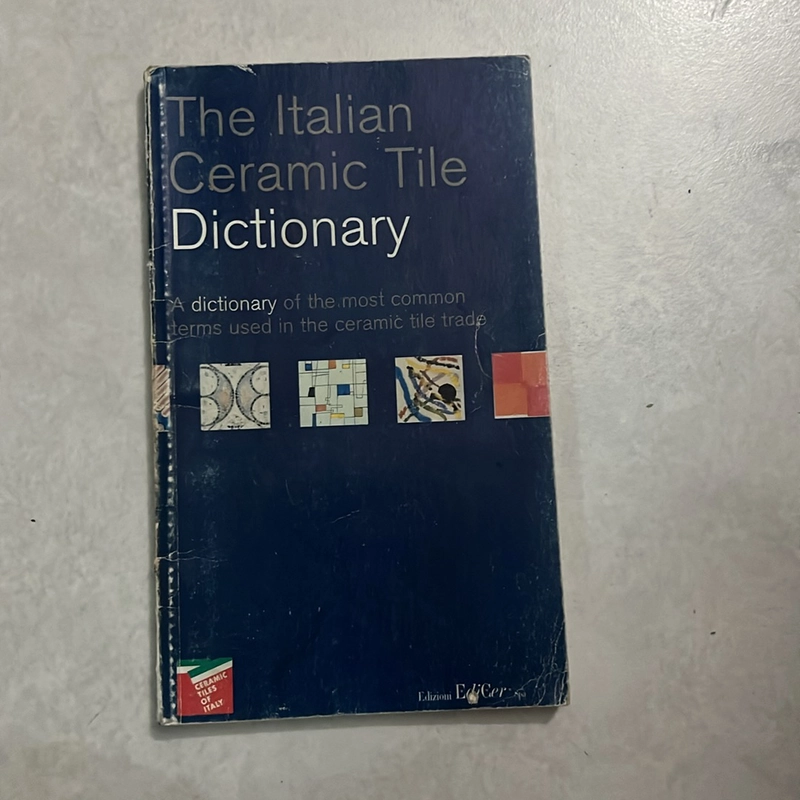 The Italian
Ceramic Tile
Dictionary
A dictionary of the most common
terms used in the ceramic tile trade
CERAMIC
TILES
OF
ITALY
Edizioni EdiCer spa